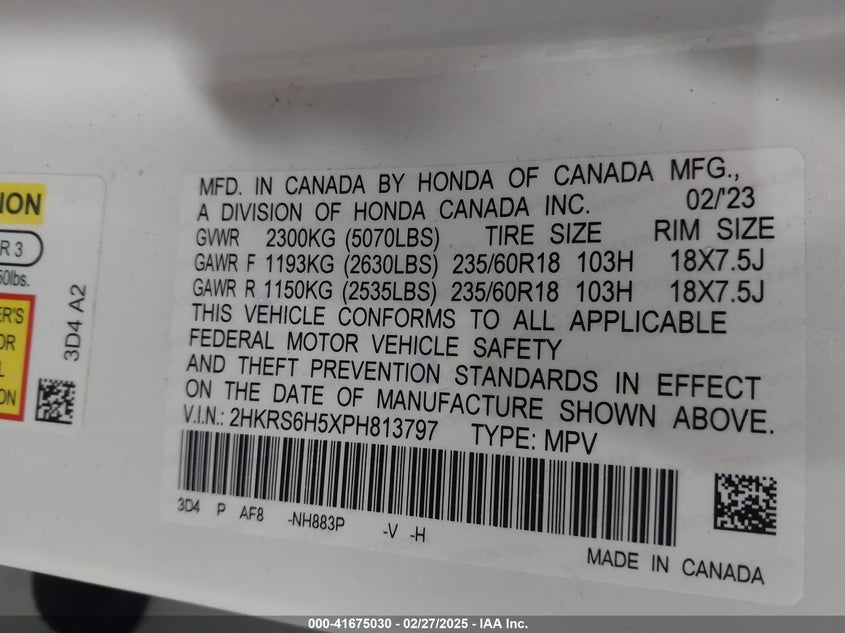 MFD. IN CANADA BY HONDA OF CANADA MFG.,
A DIVISION OF HONDA CANADA INC. 02/'23
GVWR 2300KG (5070LBS) TIRE SIZE RIM SIZE
GAWR F 1193KG (2630LBS) 235/60R18 103H 18X7.5J
GAWR R 1150KG (2535LBS) 235/60R18 103H 18X7.5J
THIS VEHICLE CONFORMS TO ALL APPLICABLE
FEDERAL MOTOR VEHICLE SAFETY
AND THEFT PREVENTION STANDARDS IN EFFECT
ON THE DATE OF MANUFACTURE SHOWN ABOVE.
V.I.N.: 2HKRS6H5XPH813797 TYPE: MPV
3D4 P AF8 -NH883P -V -H
MADE IN CANADA
3D4 A2
000-41675030 - 02/27/2025 - IAA Inc.